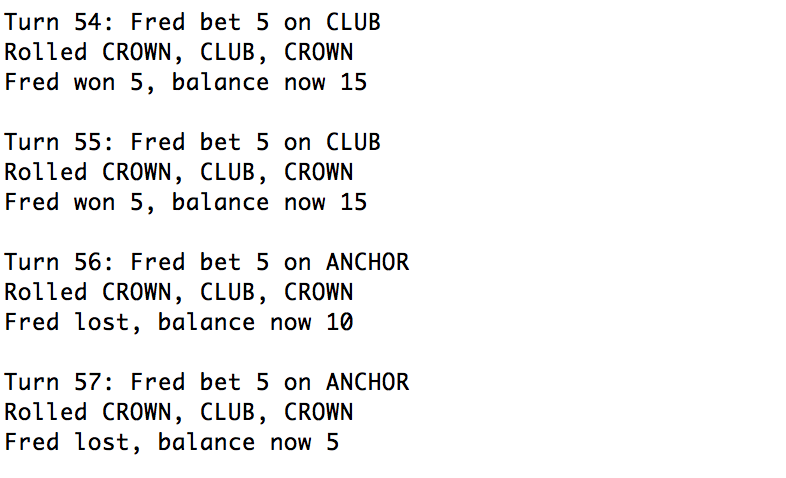 Turn 54: Fred bet 5 on CLUB
Rolled CROWN, CLUB, CROWN
Fred won 5, balance now 15
Turn 55: Fred bet 5 on CLUB
Rolled CROWN, CLUB, CROWN
Fred won 5, balance now 15
Turn 56: Fred bet 5 on ANCHOR
Rolled CROWN, CLUB, CROWN
Fred lost, balance now 10
Turn 57: Fred bet 5 on ANCHOR
Rolled CROWN, CLUB, CROWN
Fred lost, balance now 5